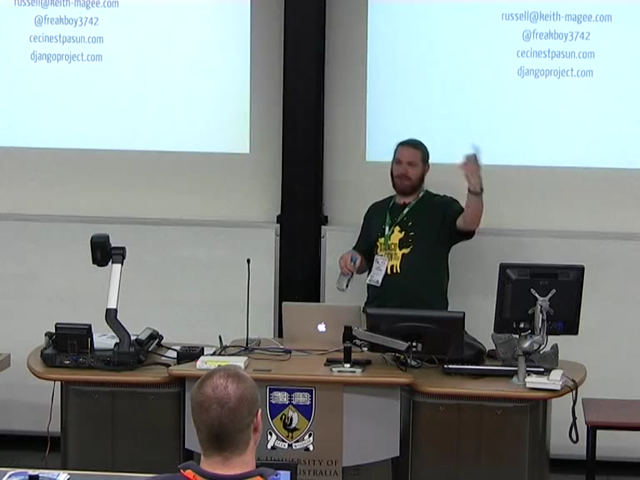 russell@keith-magee.com
@freakboy3742
cecinestpasun.com
djangoproject.com
russell@keith-magee.com
@freakboy3742
cecinestpasun.com
djangoproject.com
UNIVERSITY OF